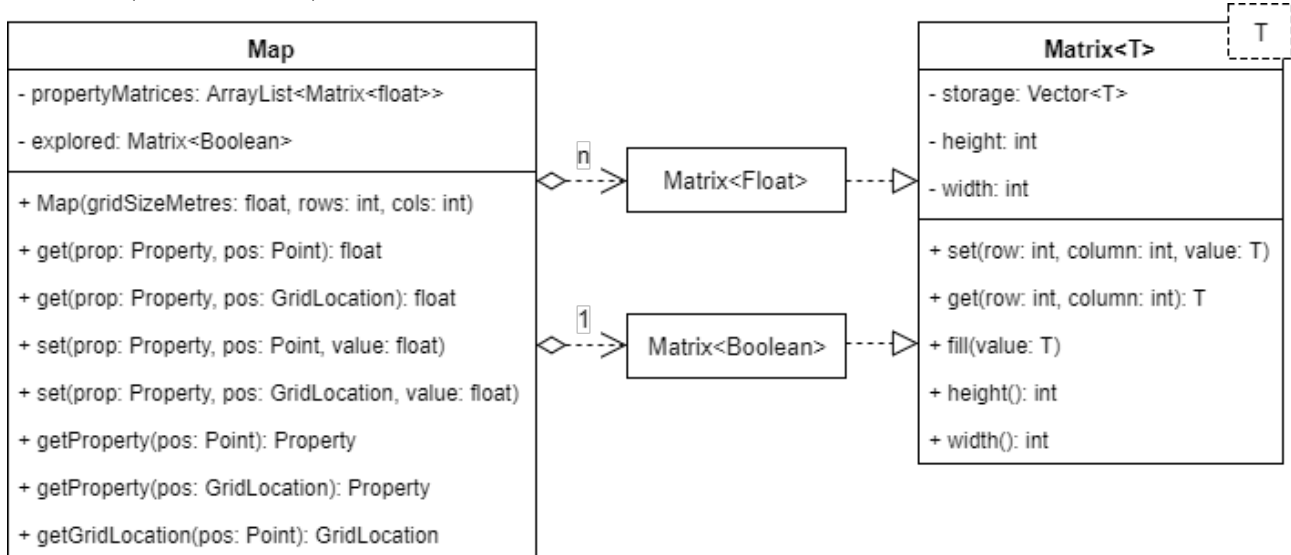 Map
- propertyMatrices: ArrayList<Matrix<float>>
- explored: Matrix<Boolean>
+ Map(gridSizeMetres: float, rows: int, cols: int)
+ get(prop: Property, pos: Point): float
+ get(prop: Property, pos: GridLocation): float
+ set(prop: Property, pos: Point, value: float)
+ set(prop: Property, pos: GridLocation, value: float)
+ getProperty(pos: Point): Property
+ getProperty(pos: GridLocation): Property
+ getGridLocation(pos: Point): GridLocation
n
Matrix<Float>
1
Matrix<Boolean>
T
Matrix<T>
- storage: Vector<T>
- height: int
- width: int
+ set(row: int, column: int, value: T)
+ get(row: int, column: int): T
+ fill(value: T)
+ height(): int
+ width(): int